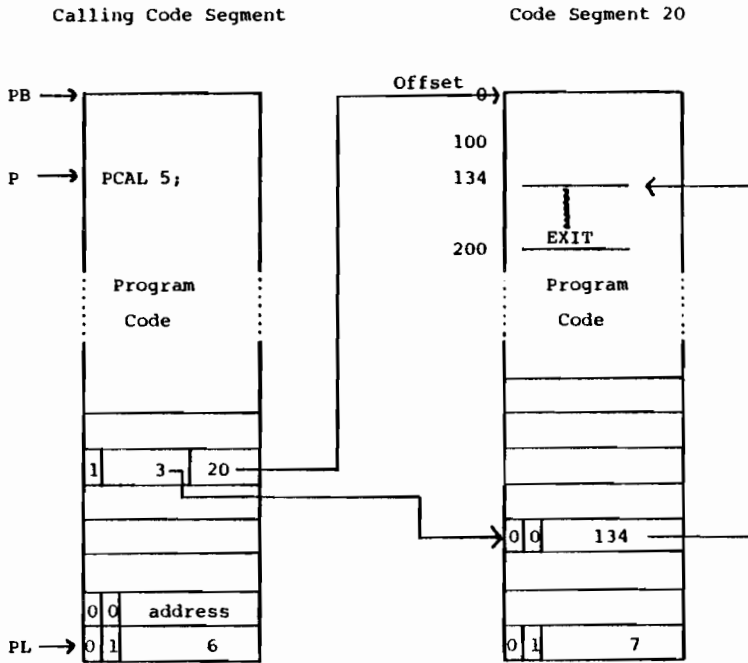 Calling Code Segment
Code Segment 20
PB
Offset
0
100
P
PCAL 5;
134
EXIT
200
Program
Code
Program
Code
1 3 20
0 0 134
0 0 address
PL
0 1 6
0 1 7